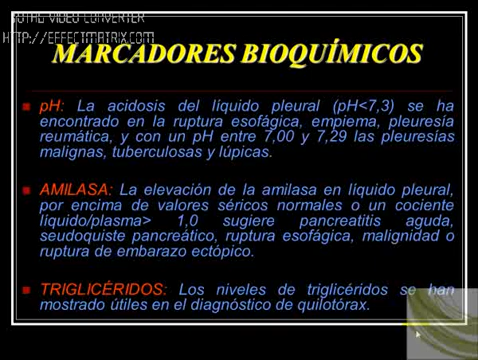 TOTAL VIDEO CONVERTER
HTTP://EFFECTMATRIX.COM
MARCADORES BIOQUÍMICOS
pH: La acidosis del líquido pleural (pH<7,3) se ha
encontrado en la ruptura esofágica, empiema, pleuresía
reumática, y con un pH entre 7,00 y 7,29 las pleuresías
malignas, tuberculosas y lúpicas.
AMILASA: La elevación de la amilasa en líquido pleural,
por encima de valores séricos normales o un cociente
líquido/plasma> 1,0 sugiere pancreatitis aguda,
seudoquiste pancreático, ruptura esofágica, malignidad o
ruptura de embarazo ectópico.
TRIGLICÉRIDOS: Los niveles de triglicéridos se han
mostrado útiles en el diagnóstico de quilotórax.